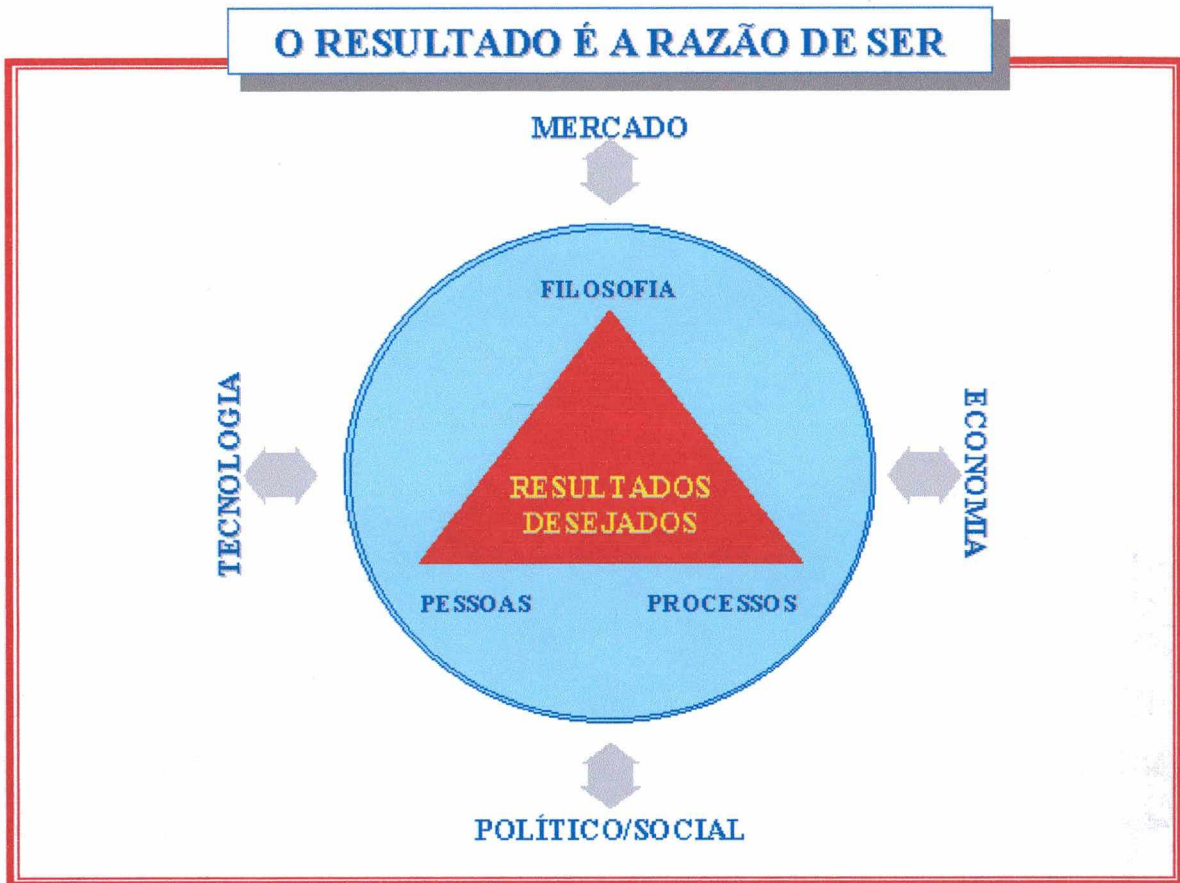 O RESULTADO É A RAZÃO DE SER
MERCADO
FILOSOFIA
TECNOLOGIA
ECONOMIA
RESULTADOS
DESEJADOS
PESSOAS
PROCESSOS
POLÍTICO/SOCIAL